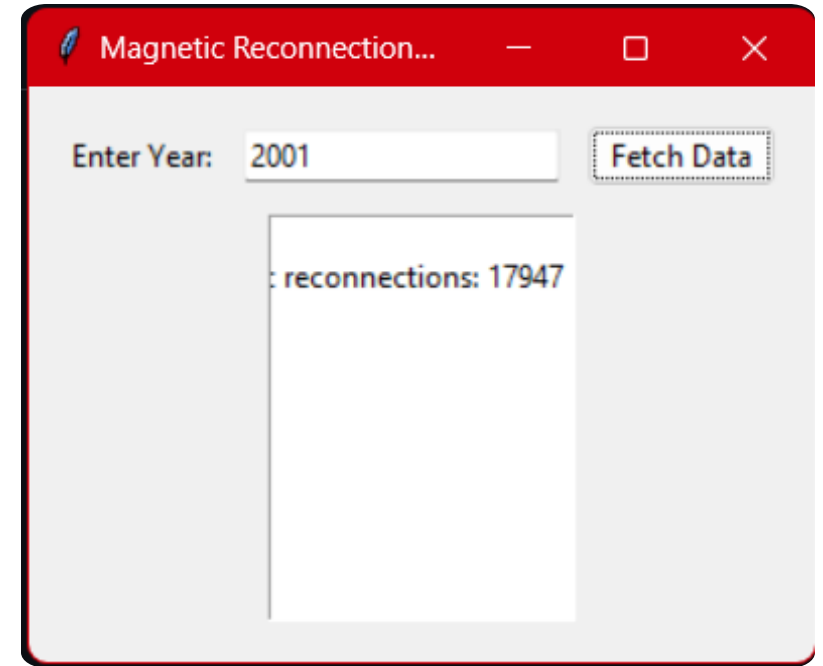 Magnetic Reconnection...
Enter Year: 2001 Fetch Data
: reconnections: 17947